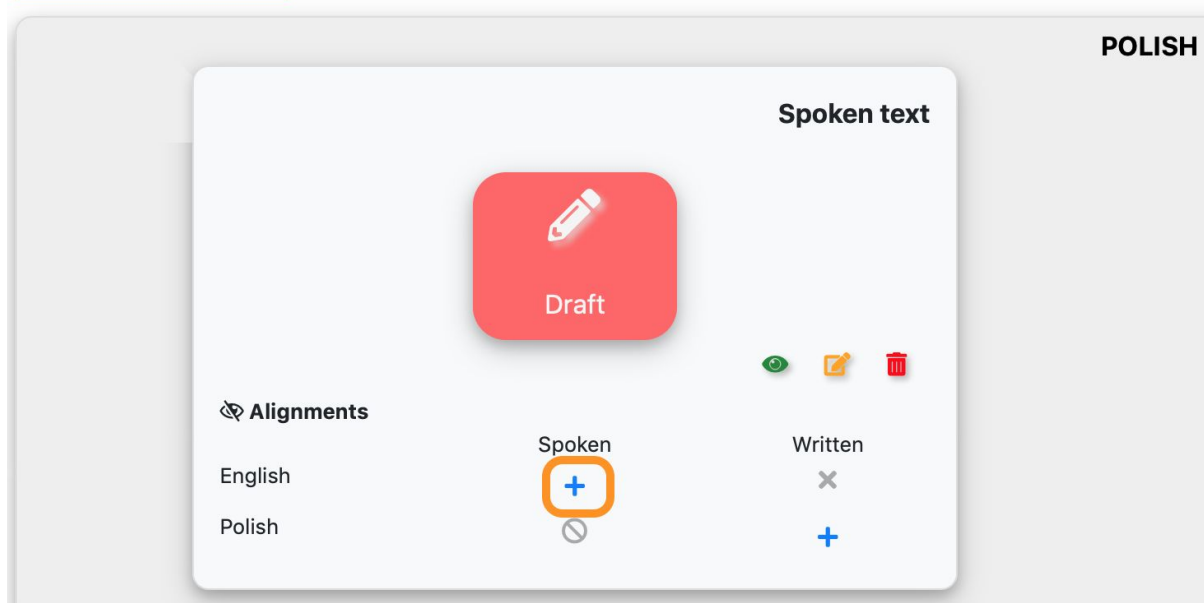 POLISH
Spoken text
Draft
Alignments
Spoken Written
English
Polish